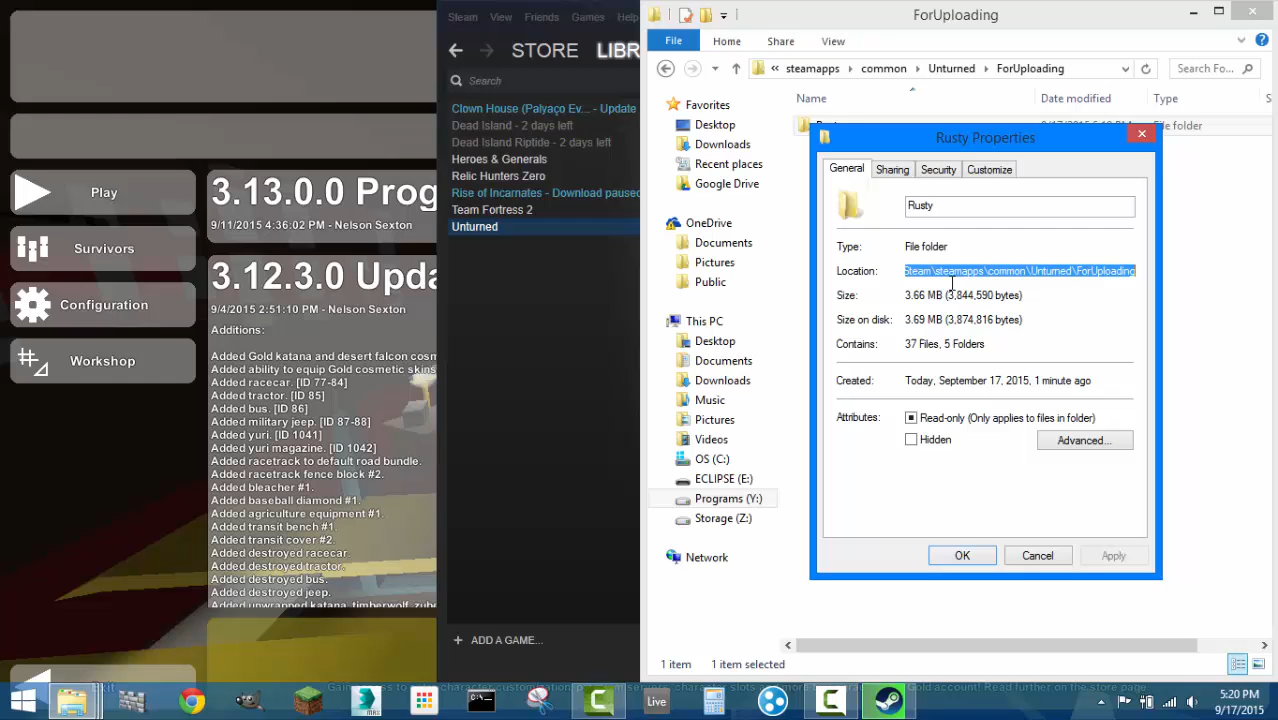 Play
Survivors
Configuration
Workshop
Exit
3.13.0.0 Prog
9/11/2015 4:36:02 PM - Nelson Sexton
3.12.3.0 Upda
9/4/2015 2:51:10 PM - Nelson Sexton
Additions:
Added Gold katana and desert falcon cosm
Added ability to equip Gold cosmetic skins
Added racecar. [ID 77-84]
Added tractor. [ID 85]
Added bus. [ID 86]
Added military jeep. [ID 87-88]
Added yuri. [ID 1041]
Added yuri magazine. [ID 1042]
Added racetrack to default road bundle.
Added racetrack fence block #2.
Added bleacher #1.
Added baseball diamond #1.
Added agriculture equipment #1.
Added transit bench #1.
Added transit cover #2.
Added destroyed racecar.
Added destroyed tractor.
Added destroyed bus.
Added destroyed jeep.
Added unwrapped katana, timberwolf, zube
Steam View Friends Games Help
STORE LIBR
Search
Clown House (Palyaço Ev... - Update
Dead Island - 2 days left
Dead Island Riptide - 2 days left
Heroes & Generals
Relic Hunters Zero
Rise of Incarnates - Download paused
Team Fortress 2
Unturned
+ ADD A GAME...
ForUploading
File Home Share View
« steamapps common Unturned ForUploading
Search Fo...
Name Date modified Type S
File folder
Favorites
Desktop
Downloads
Recent places
Google Drive
OneDrive
Documents
Pictures
Public
This PC
Desktop
Documents
Downloads
Music
Pictures
Videos
OS (C:)
ECLIPSE (E:)
Programs (Y:)
Storage (Z:)
Network
1 item 1 item selected
Rusty Properties
General Sharing Security Customize
Rusty
Type: File folder
Location: Steam\steamapps\common\Unturned\ForUploading
Size: 3.66 MB (3,844,590 bytes)
Size on disk: 3.69 MB (3,874,816 bytes)
Contains: 37 Files, 5 Folders
Created: Today, September 17, 2015, 1 minute ago
Attributes: Read-only (Only applies to files in folder)
Hidden Advanced...
OK Cancel Apply
Live
5:20 PM
9/17/2015